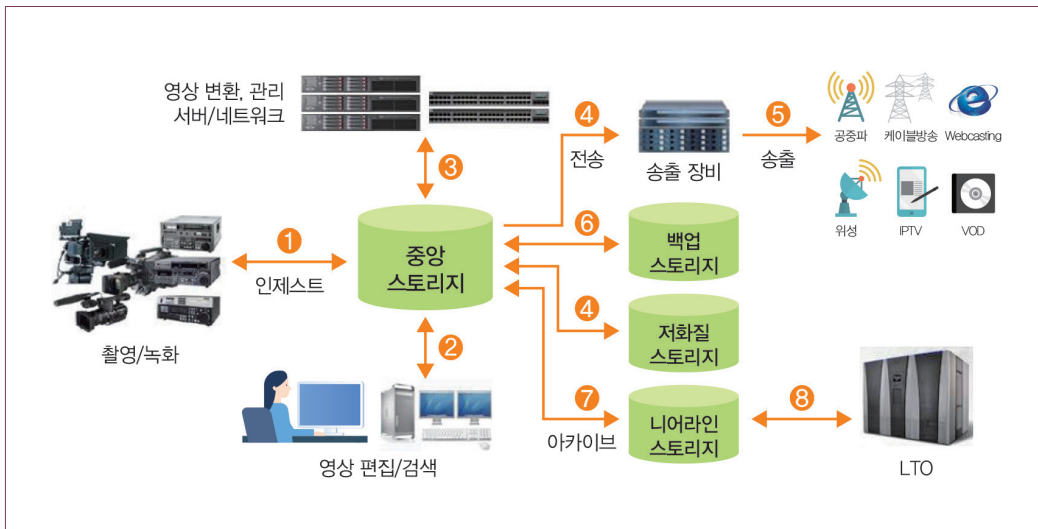 영상 변환, 관리
서버/네트워크
3
4
전송
송출 장비
5
송출
공중파
케이블방송
Webcasting
위성
IPTV
VOD
촬영/녹화
1
인제스트
중앙
스토리지
6
백업
스토리지
4
저화질
스토리지
2
영상 편집/검색
7
아카이브
니어라인
스토리지
8
LTO